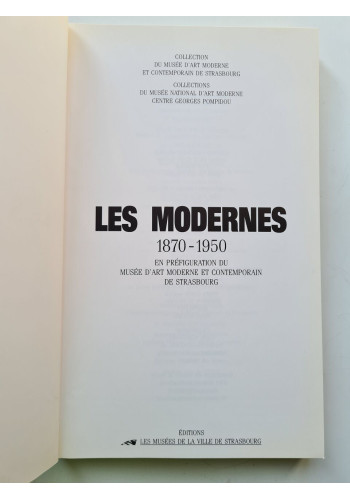 COLLECTION
DU MUSÉE D'ART MODERNE
ET CONTEMPORAIN DE STRASBOURG
COLLECTIONS
DU MUSÉE NATIONAL D'ART MODERNE
CENTRE GEORGES POMPIDOU
LES MODERNES
1870-1950
EN PRÉFIGURATION DU
MUSÉE D'ART MODERNE ET CONTEMPORAIN
DE STRASBOURG
ÉDITIONS
LES MUSÉES DE LA VILLE DE STRASBOURG